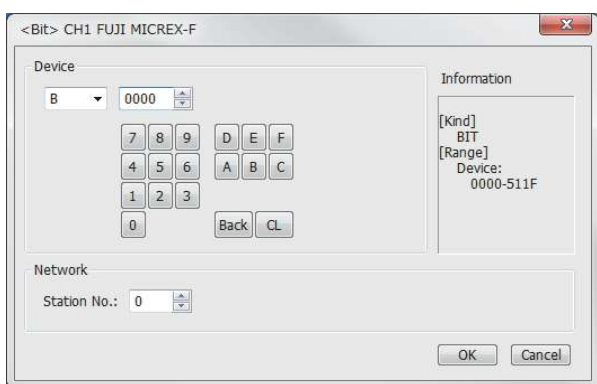 <Bit> CH1 FUJI MICREX-F
Device
B 0000
7 8 9 D E F
4 5 6 A B C
1 2 3
0 Back CL
Information
[Kind]
BIT
[Range]
Device:
0000-511F
Network
Station No.: 0
OK Cancel